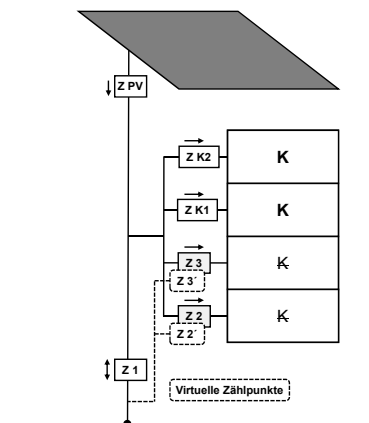 Z PV
Z K2
K
Z K1
K
Z 3
K
Z 3´
Z 2
K
Z 2´
Z 1
Virtuelle Zählpunkte